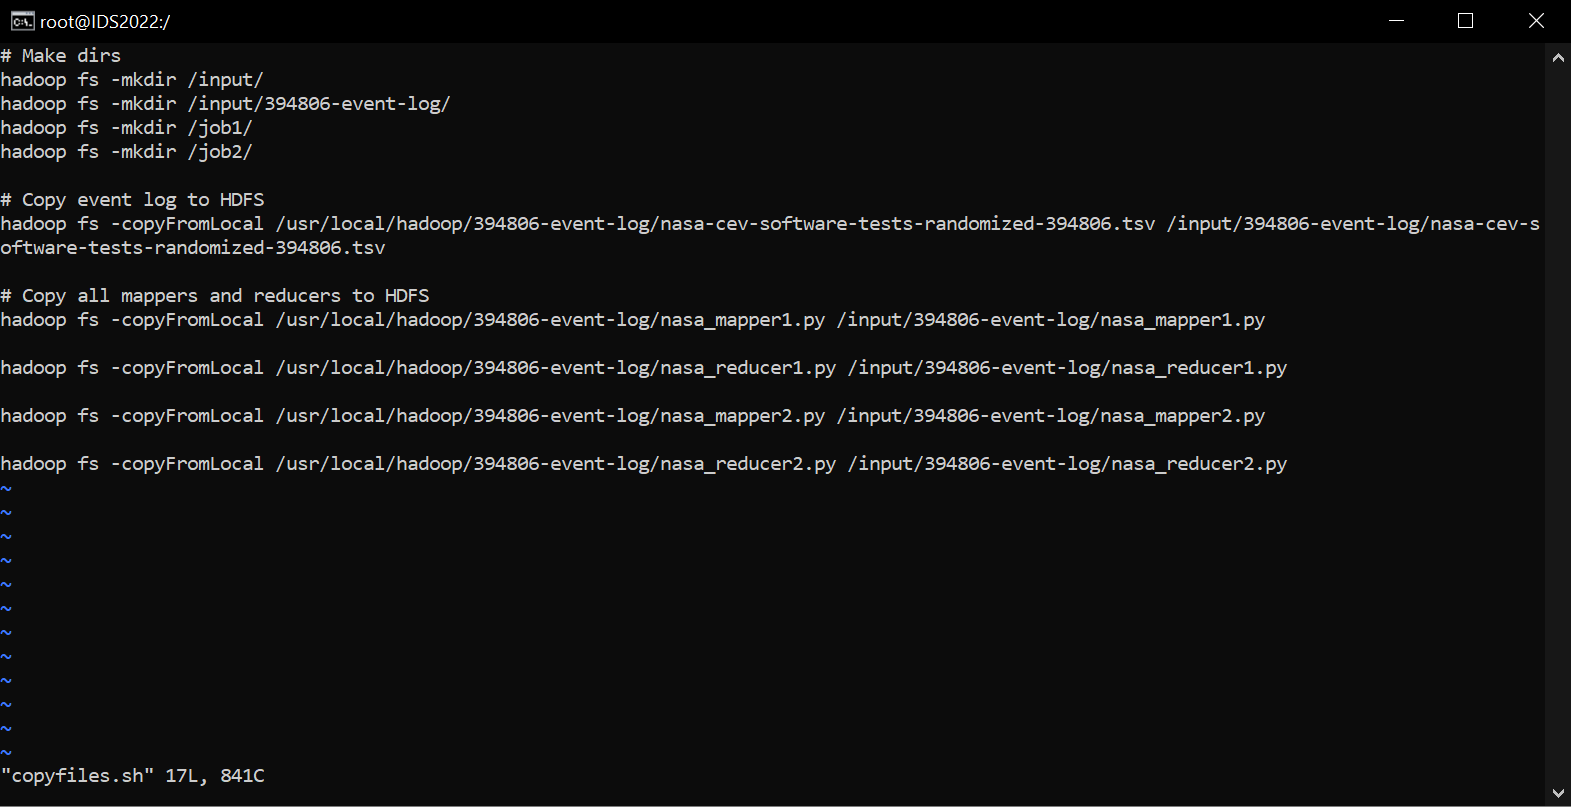 root@IDS2022:/
# Make dirs
hadoop fs -mkdir /input/
hadoop fs -mkdir /input/394806-event-log/
hadoop fs -mkdir /job1/
hadoop fs -mkdir /job2/
# Copy event log to HDFS
hadoop fs -copyFromLocal /usr/local/hadoop/394806-event-log/nasa-cev-software-tests-randomized-394806.tsv /input/394806-event-log/nasa-cev-s
oftware-tests-randomized-394806.tsv
# Copy all mappers and reducers to HDFS
hadoop fs -copyFromLocal /usr/local/hadoop/394806-event-log/nasa_mapper1.py /input/394806-event-log/nasa_mapper1.py
hadoop fs -copyFromLocal /usr/local/hadoop/394806-event-log/nasa_reducer1.py /input/394806-event-log/nasa_reducer1.py
hadoop fs -copyFromLocal /usr/local/hadoop/394806-event-log/nasa_mapper2.py /input/394806-event-log/nasa_mapper2.py
hadoop fs -copyFromLocal /usr/local/hadoop/394806-event-log/nasa_reducer2.py /input/394806-event-log/nasa_reducer2.py
~
~
~
~
~
~
~
~
~
~
~
~
"copyfiles.sh" 17L, 841C